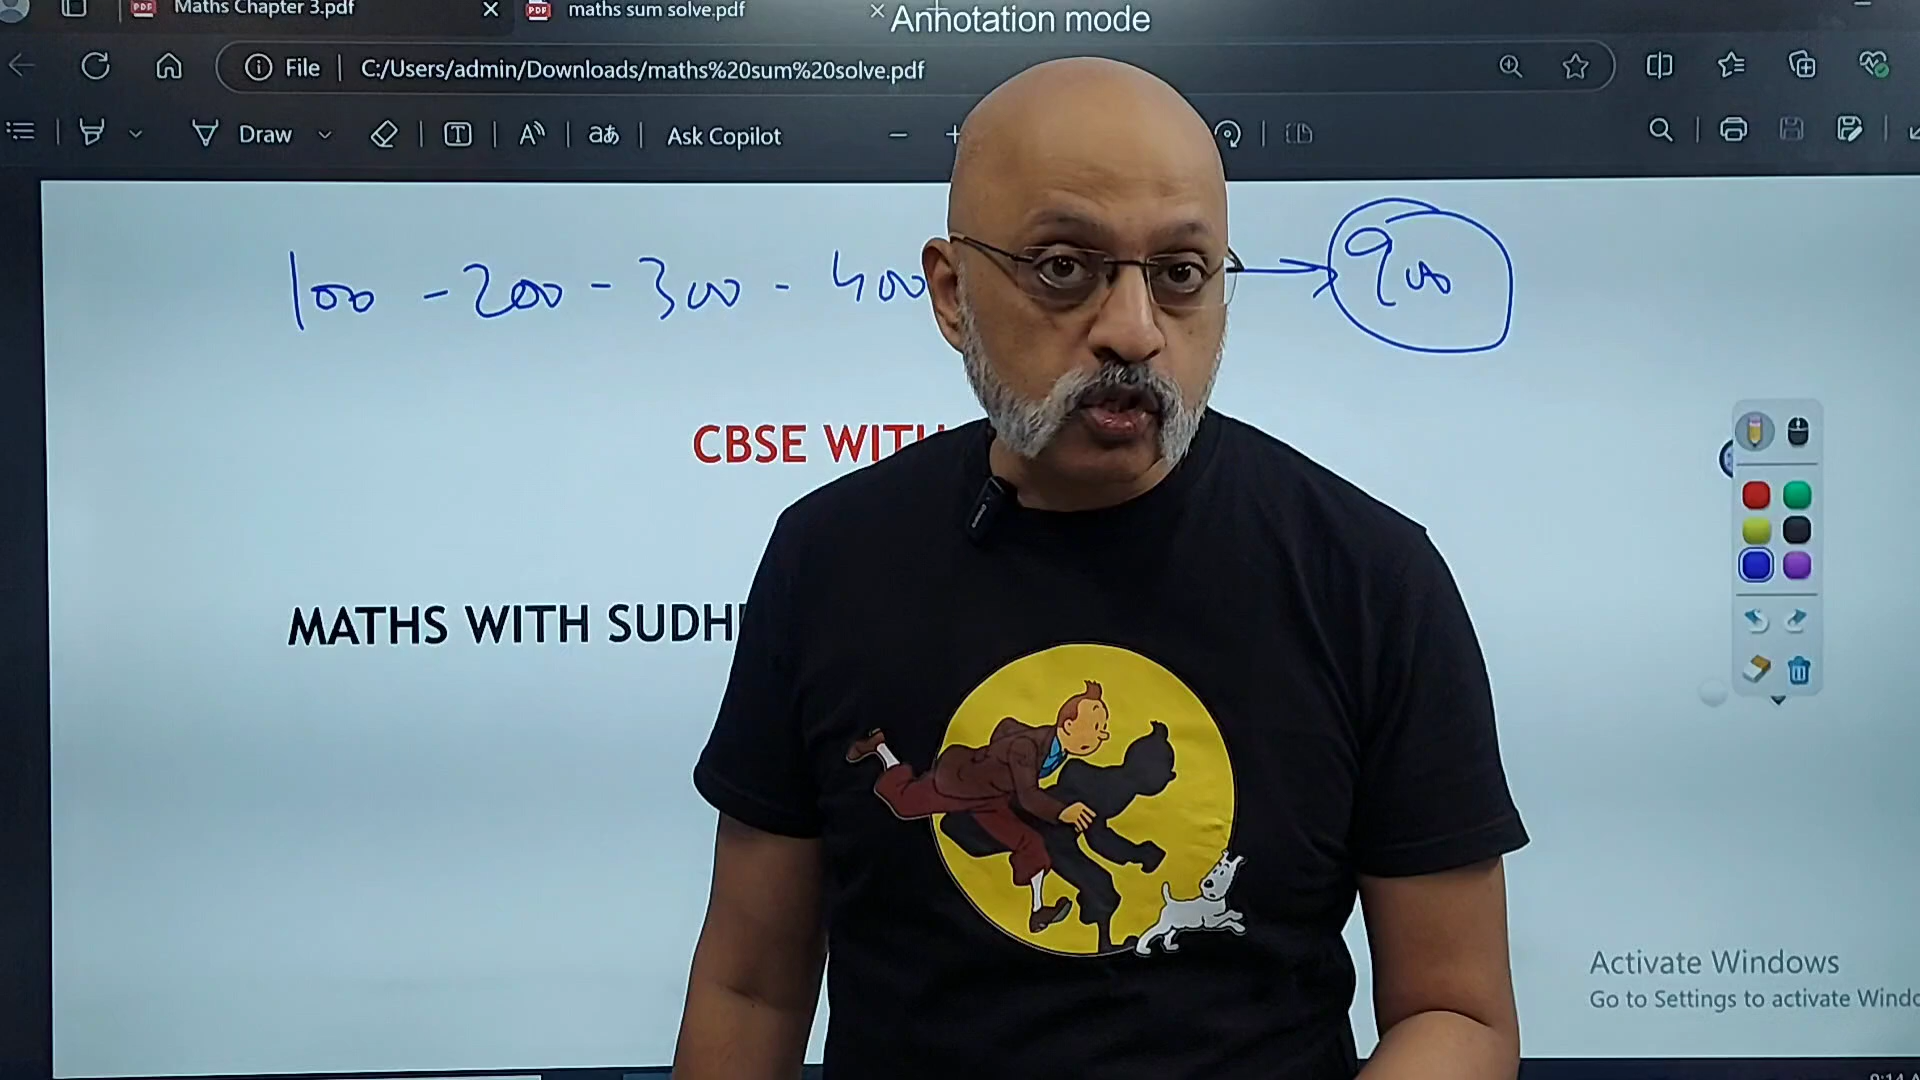 Maths Chapter 3.pdf
maths sum solve.pdf
Annotation mode
File
C:/Users/admin/Downloads/maths%20sum%20solve.pdf
Draw
Ask Copilot
100 - 200 - 300 - 400 → 900
CBSE WITH
MATHS WITH SUDH
Activate Windows
Go to Settings to activate Windo